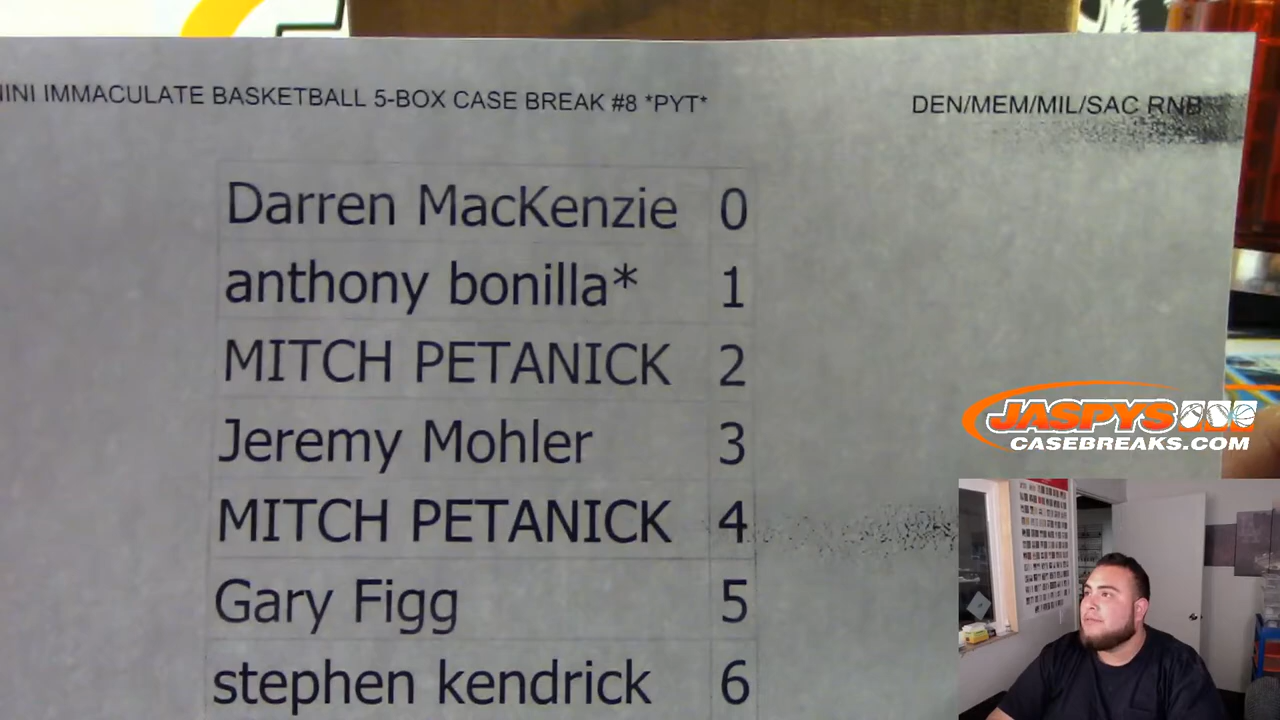 INI IMMACULATE BASKETBALL 5-BOX CASE BREAK #8 *PYT*
DEN/MEM/MIL/SAC RNB
Darren MacKenzie 0
anthony bonilla* 1
MITCH PETANICK 2
Jeremy Mohler 3
MITCH PETANICK 4
Gary Figg 5
stephen kendrick 6
JASPYS
CASEBREAKS.COM